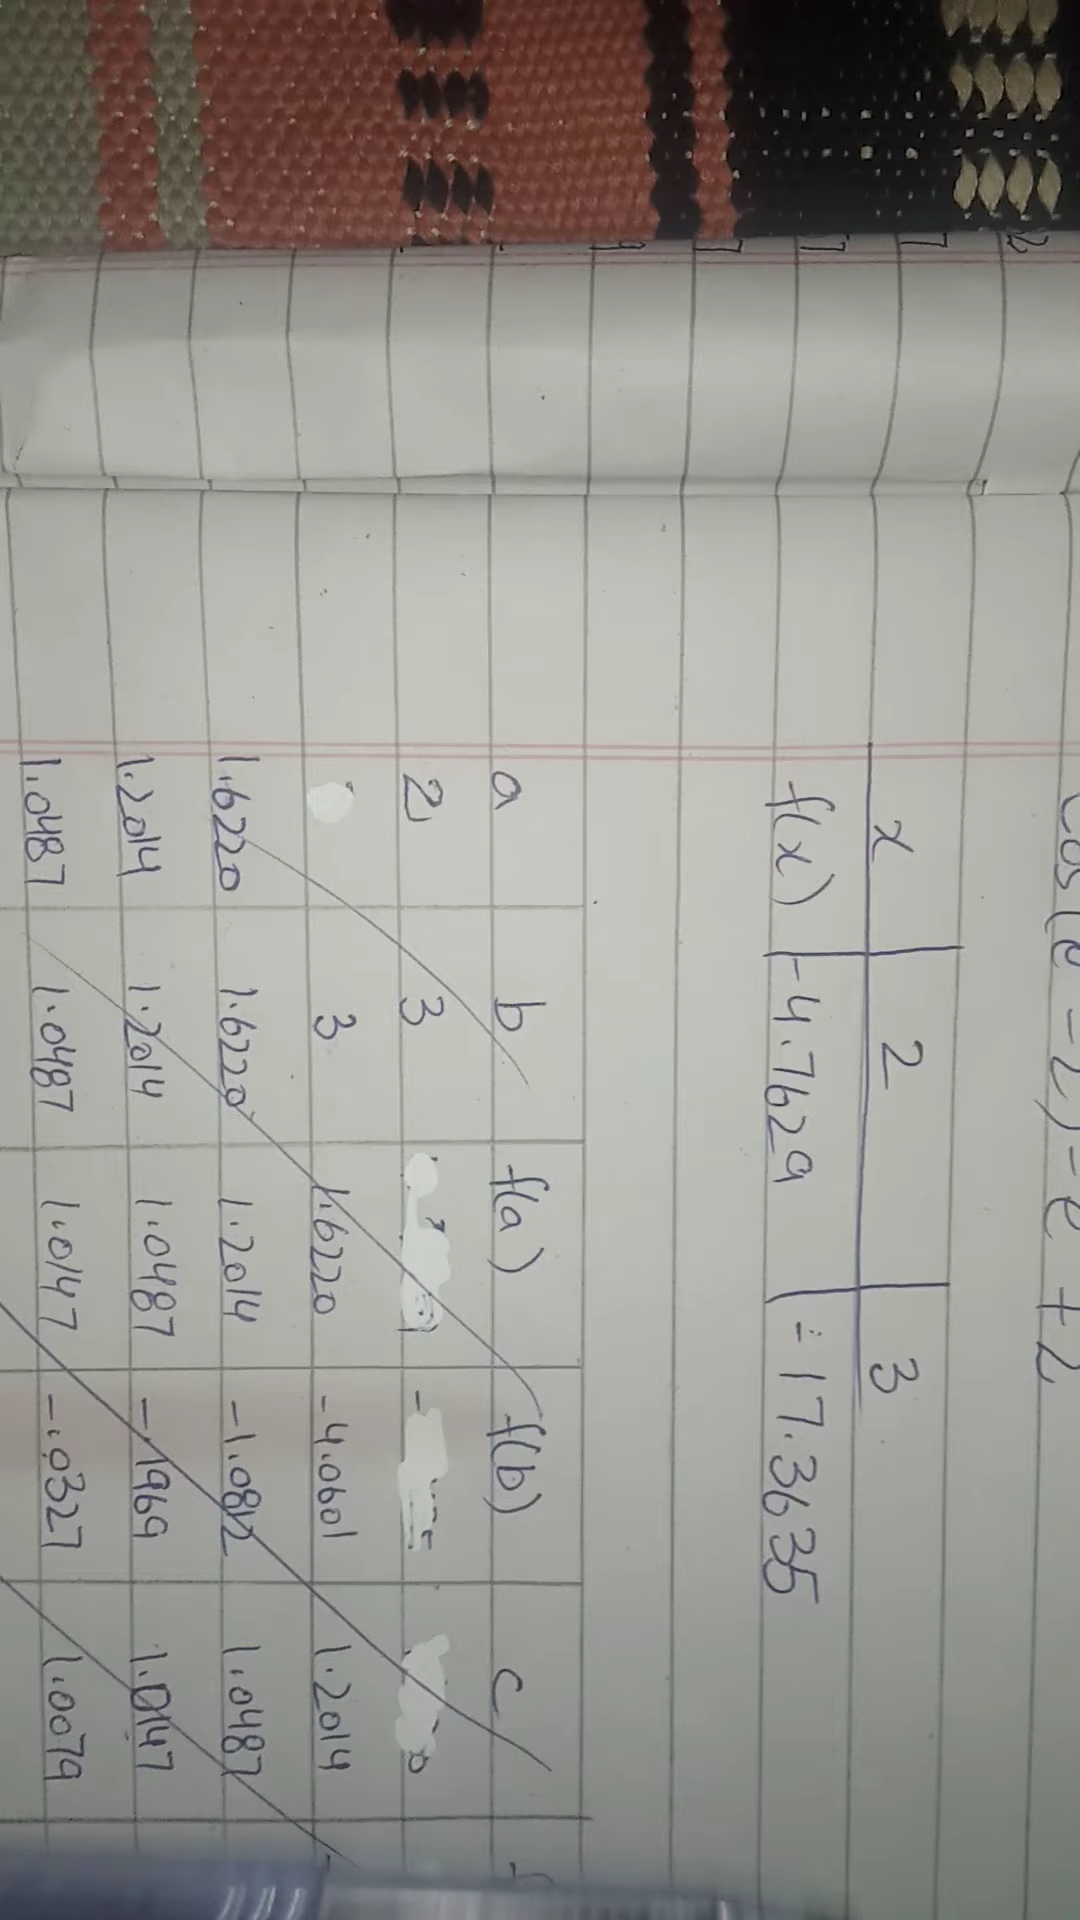 x 2 3
f(x) -4.7629 = 17.3635
a b f(a) f(b) c
2 3
3 1.6220 -4.0601 1.2014
1.6220 1.6220 1.2014 -1.0812 1.0487
1.2014 1.2014 1.0487 -.1969 1.0147
1.0487 1.0487 1.0147 -.0327 1.0079